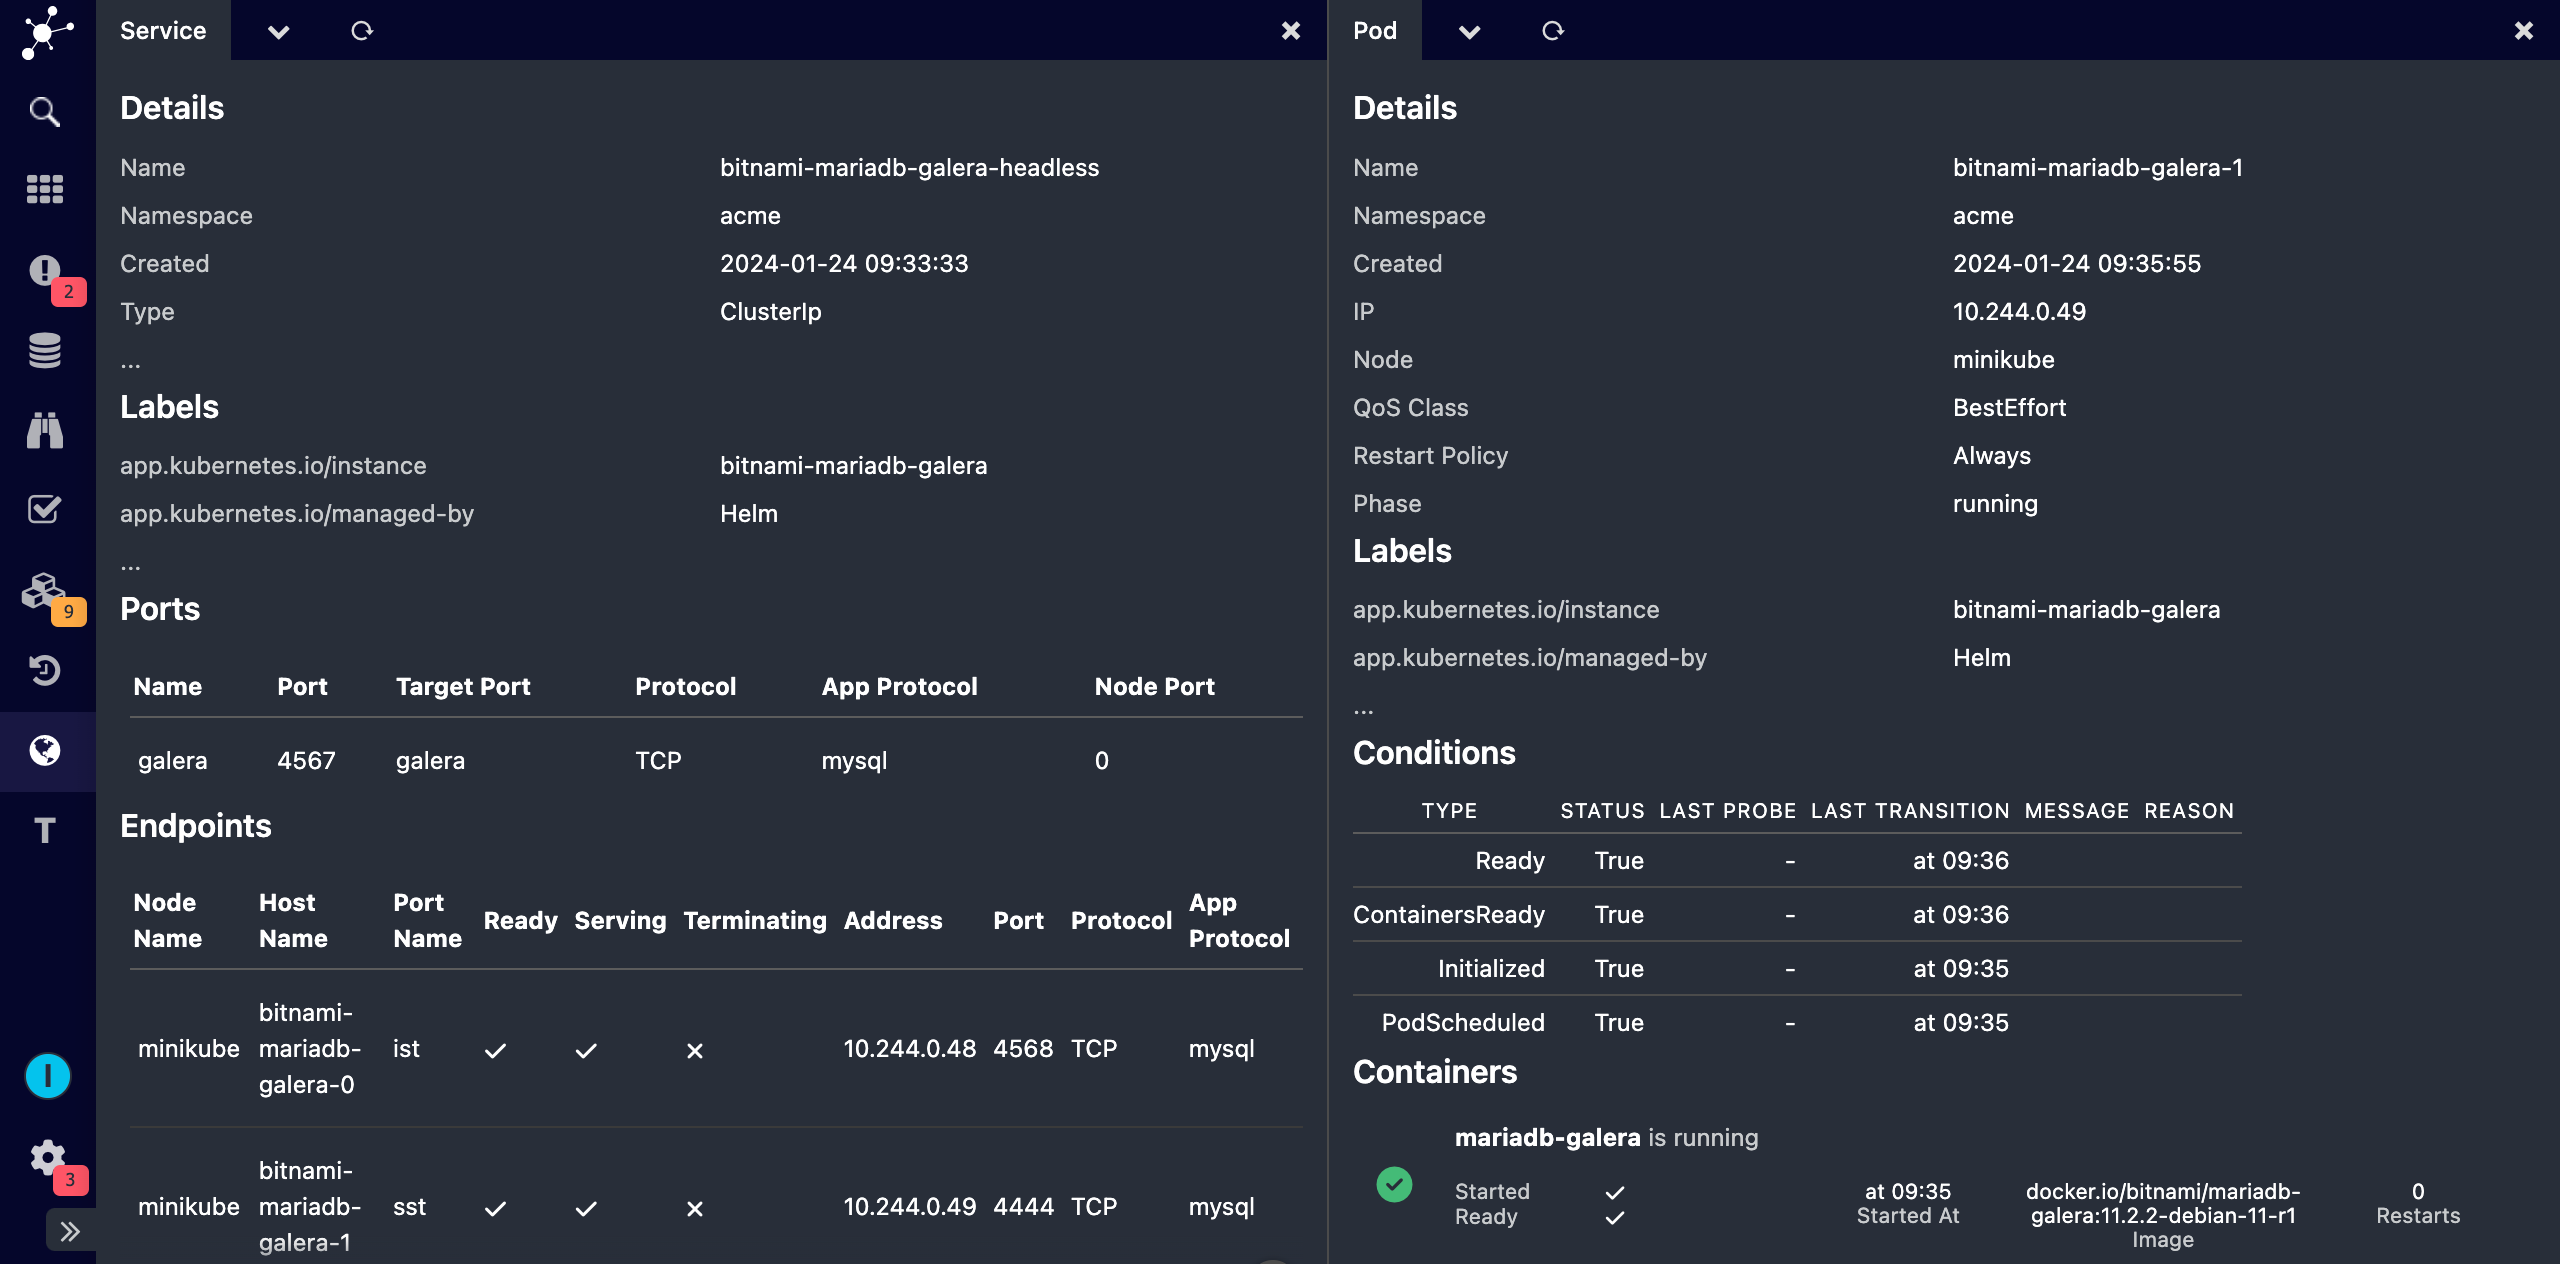 Service
Details
Name bitnami-mariadb-galera-headless
Namespace acme
Created 2024-01-24 09:33:33
Type ClusterIp
...
Labels
app.kubernetes.io/instance bitnami-mariadb-galera
app.kubernetes.io/managed-by Helm
...
Ports
Name Port Target Port Protocol App Protocol Node Port
galera 4567 galera TCP mysql 0
Endpoints
Node Name Host Name Port Name Ready Serving Terminating Address Port Protocol App Protocol
minikube bitnami-mariadb-galera-0 ist 10.244.0.48 4568 TCP mysql
minikube bitnami-mariadb-galera-1 sst 10.244.0.49 4444 TCP mysql
Pod
Details
Name bitnami-mariadb-galera-1
Namespace acme
Created 2024-01-24 09:35:55
IP 10.244.0.49
Node minikube
QoS Class BestEffort
Restart Policy Always
Phase running
Labels
app.kubernetes.io/instance bitnami-mariadb-galera
app.kubernetes.io/managed-by Helm
...
Conditions
TYPE STATUS LAST PROBE LAST TRANSITION MESSAGE REASON
Ready True - at 09:36
ContainersReady True - at 09:36
Initialized True - at 09:35
PodScheduled True - at 09:35
Containers
mariadb-galera is running
Started at 09:35 docker.io/bitnami/mariadb- 0
Ready Started At galera:11.2.2-debian-11-r1 Restarts
Image
2
9
T
I
3